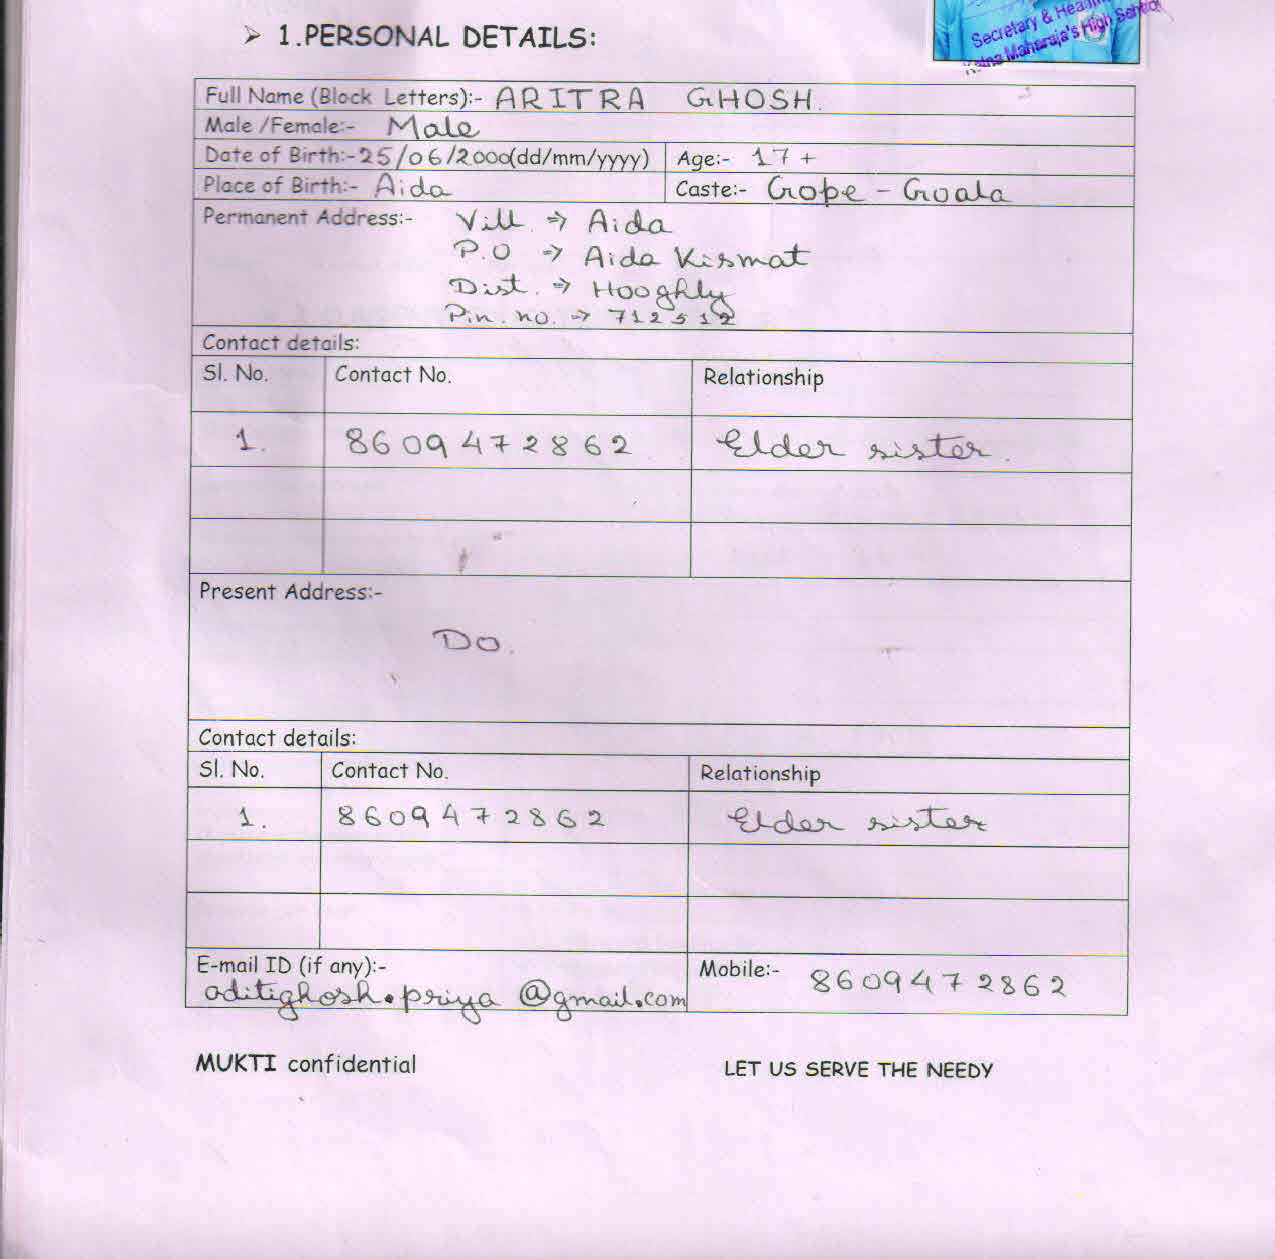 Secretary & Head
Maharaja's High School
➢ 1.PERSONAL DETAILS:
Full Name (Block Letters):- ARITRA GHOSH.
Male /Female:- Male
Date of Birth:- 25/06/2000(dd/mm/yyyy) Age:- 17+
Place of Birth:- Aida Caste:- Gope - Goala
Permanent Address:- Vill. ⇒ Aida
P.O ⇒ Aida Kismat
Dist. ⇒ Hooghly
Pin. no. ⇒ 712512
Contact details:
Sl. No. Contact No. Relationship
1. 8609472862 Elder sister.
Present Address:-
Do.
Contact details:
Sl. No. Contact No. Relationship
1. 8609472862 Elder sister
E-mail ID (if any):- Mobile:- 8609472862
aditighosh.priya@gmail.com
MUKTI confidential LET US SERVE THE NEEDY